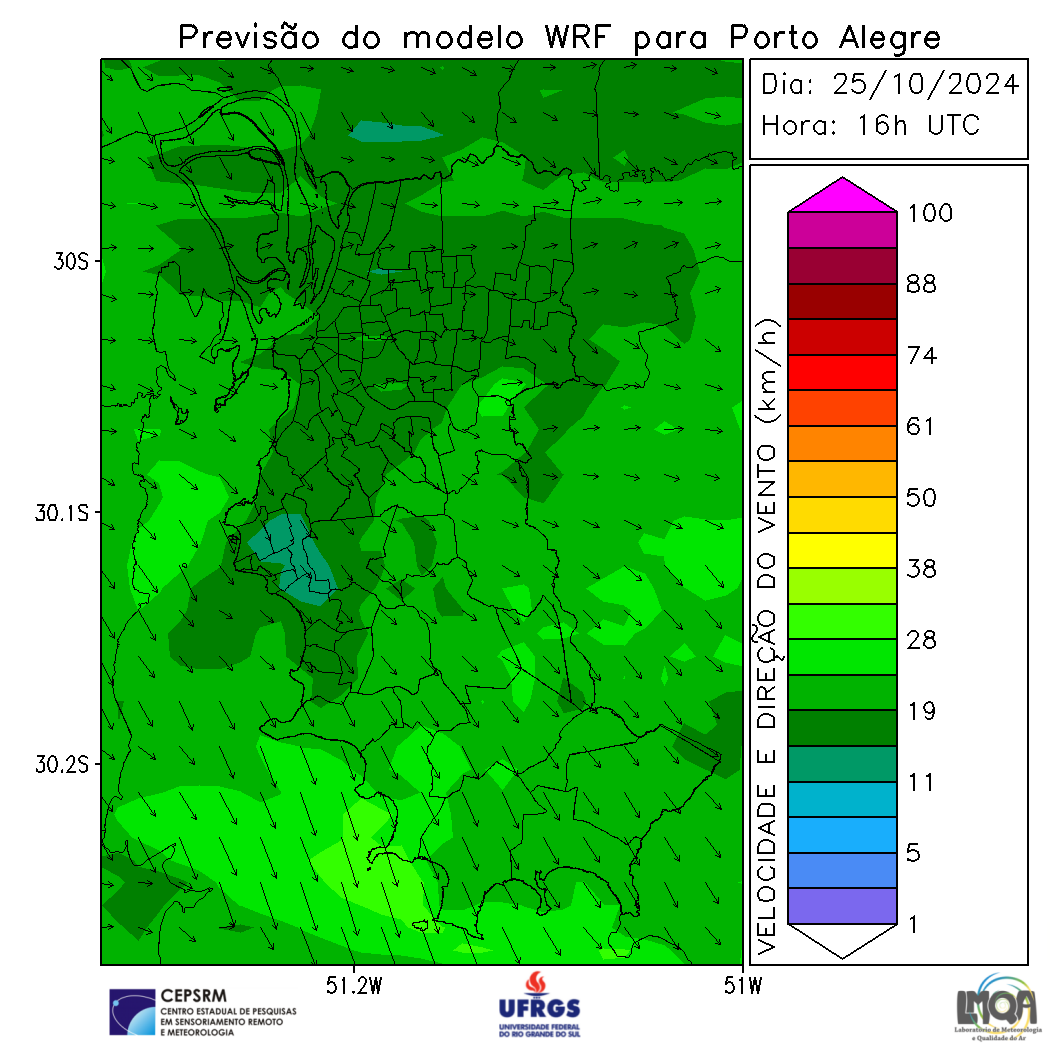 Previsão do modelo WRF para Porto Alegre
Dia: 25/10/2024
Hora: 16h UTC
30S
30.1S
30.2S
51.2W
51W
VELOCIDADE E DIREÇÃO DO VENTO (km/h)
100
88
74
61
50
38
28
19
11
5
1
CEPSRM
CENTRO ESTADUAL DE PESQUISAS
EM SENSORIAMENTO REMOTO
E METEOROLOGIA
UFRGS
UNIVERSIDADE FEDERAL
DO RIO GRANDE DO SUL
LMQA
Laboratório de Meteorologia
e Qualidade do Ar